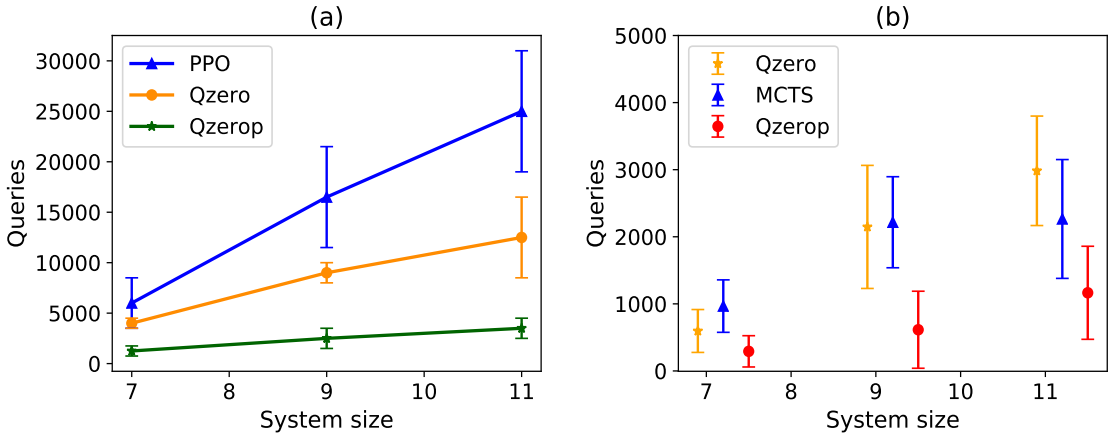 (a)
30000
25000
20000
15000
10000
5000
0
Queries
PPO
Qzero
Qzerop
7 8 9 10 11
System size
(b)
5000
4000
3000
2000
1000
0
Queries
Qzero
MCTS
Qzerop
7 8 9 10 11
System size